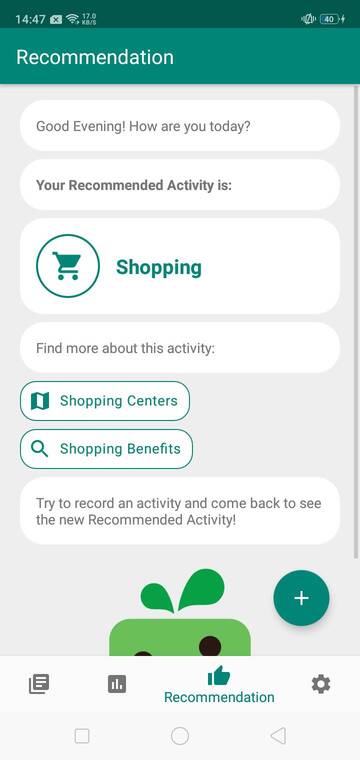 14:47 17.0 KB/S 40
Recommendation
Good Evening! How are you today?
Your Recommended Activity is:
Shopping
Find more about this activity:
Shopping Centers
Shopping Benefits
Try to record an activity and come back to see
the new Recommended Activity!
Recommendation